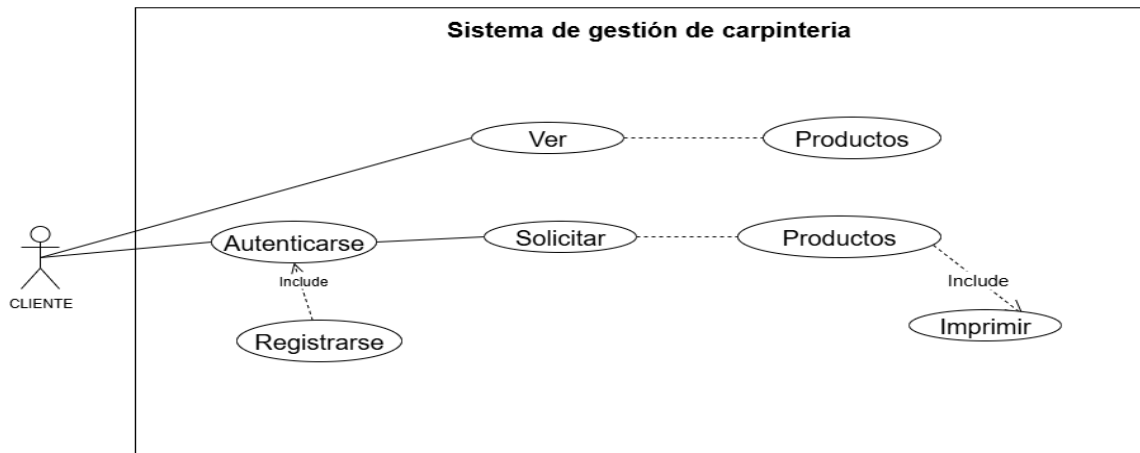 Sistema de gestión de carpinteria
Ver
Productos
Autenticarse
Solicitar
Productos
Include
Include
CLIENTE
Registrarse
Imprimir